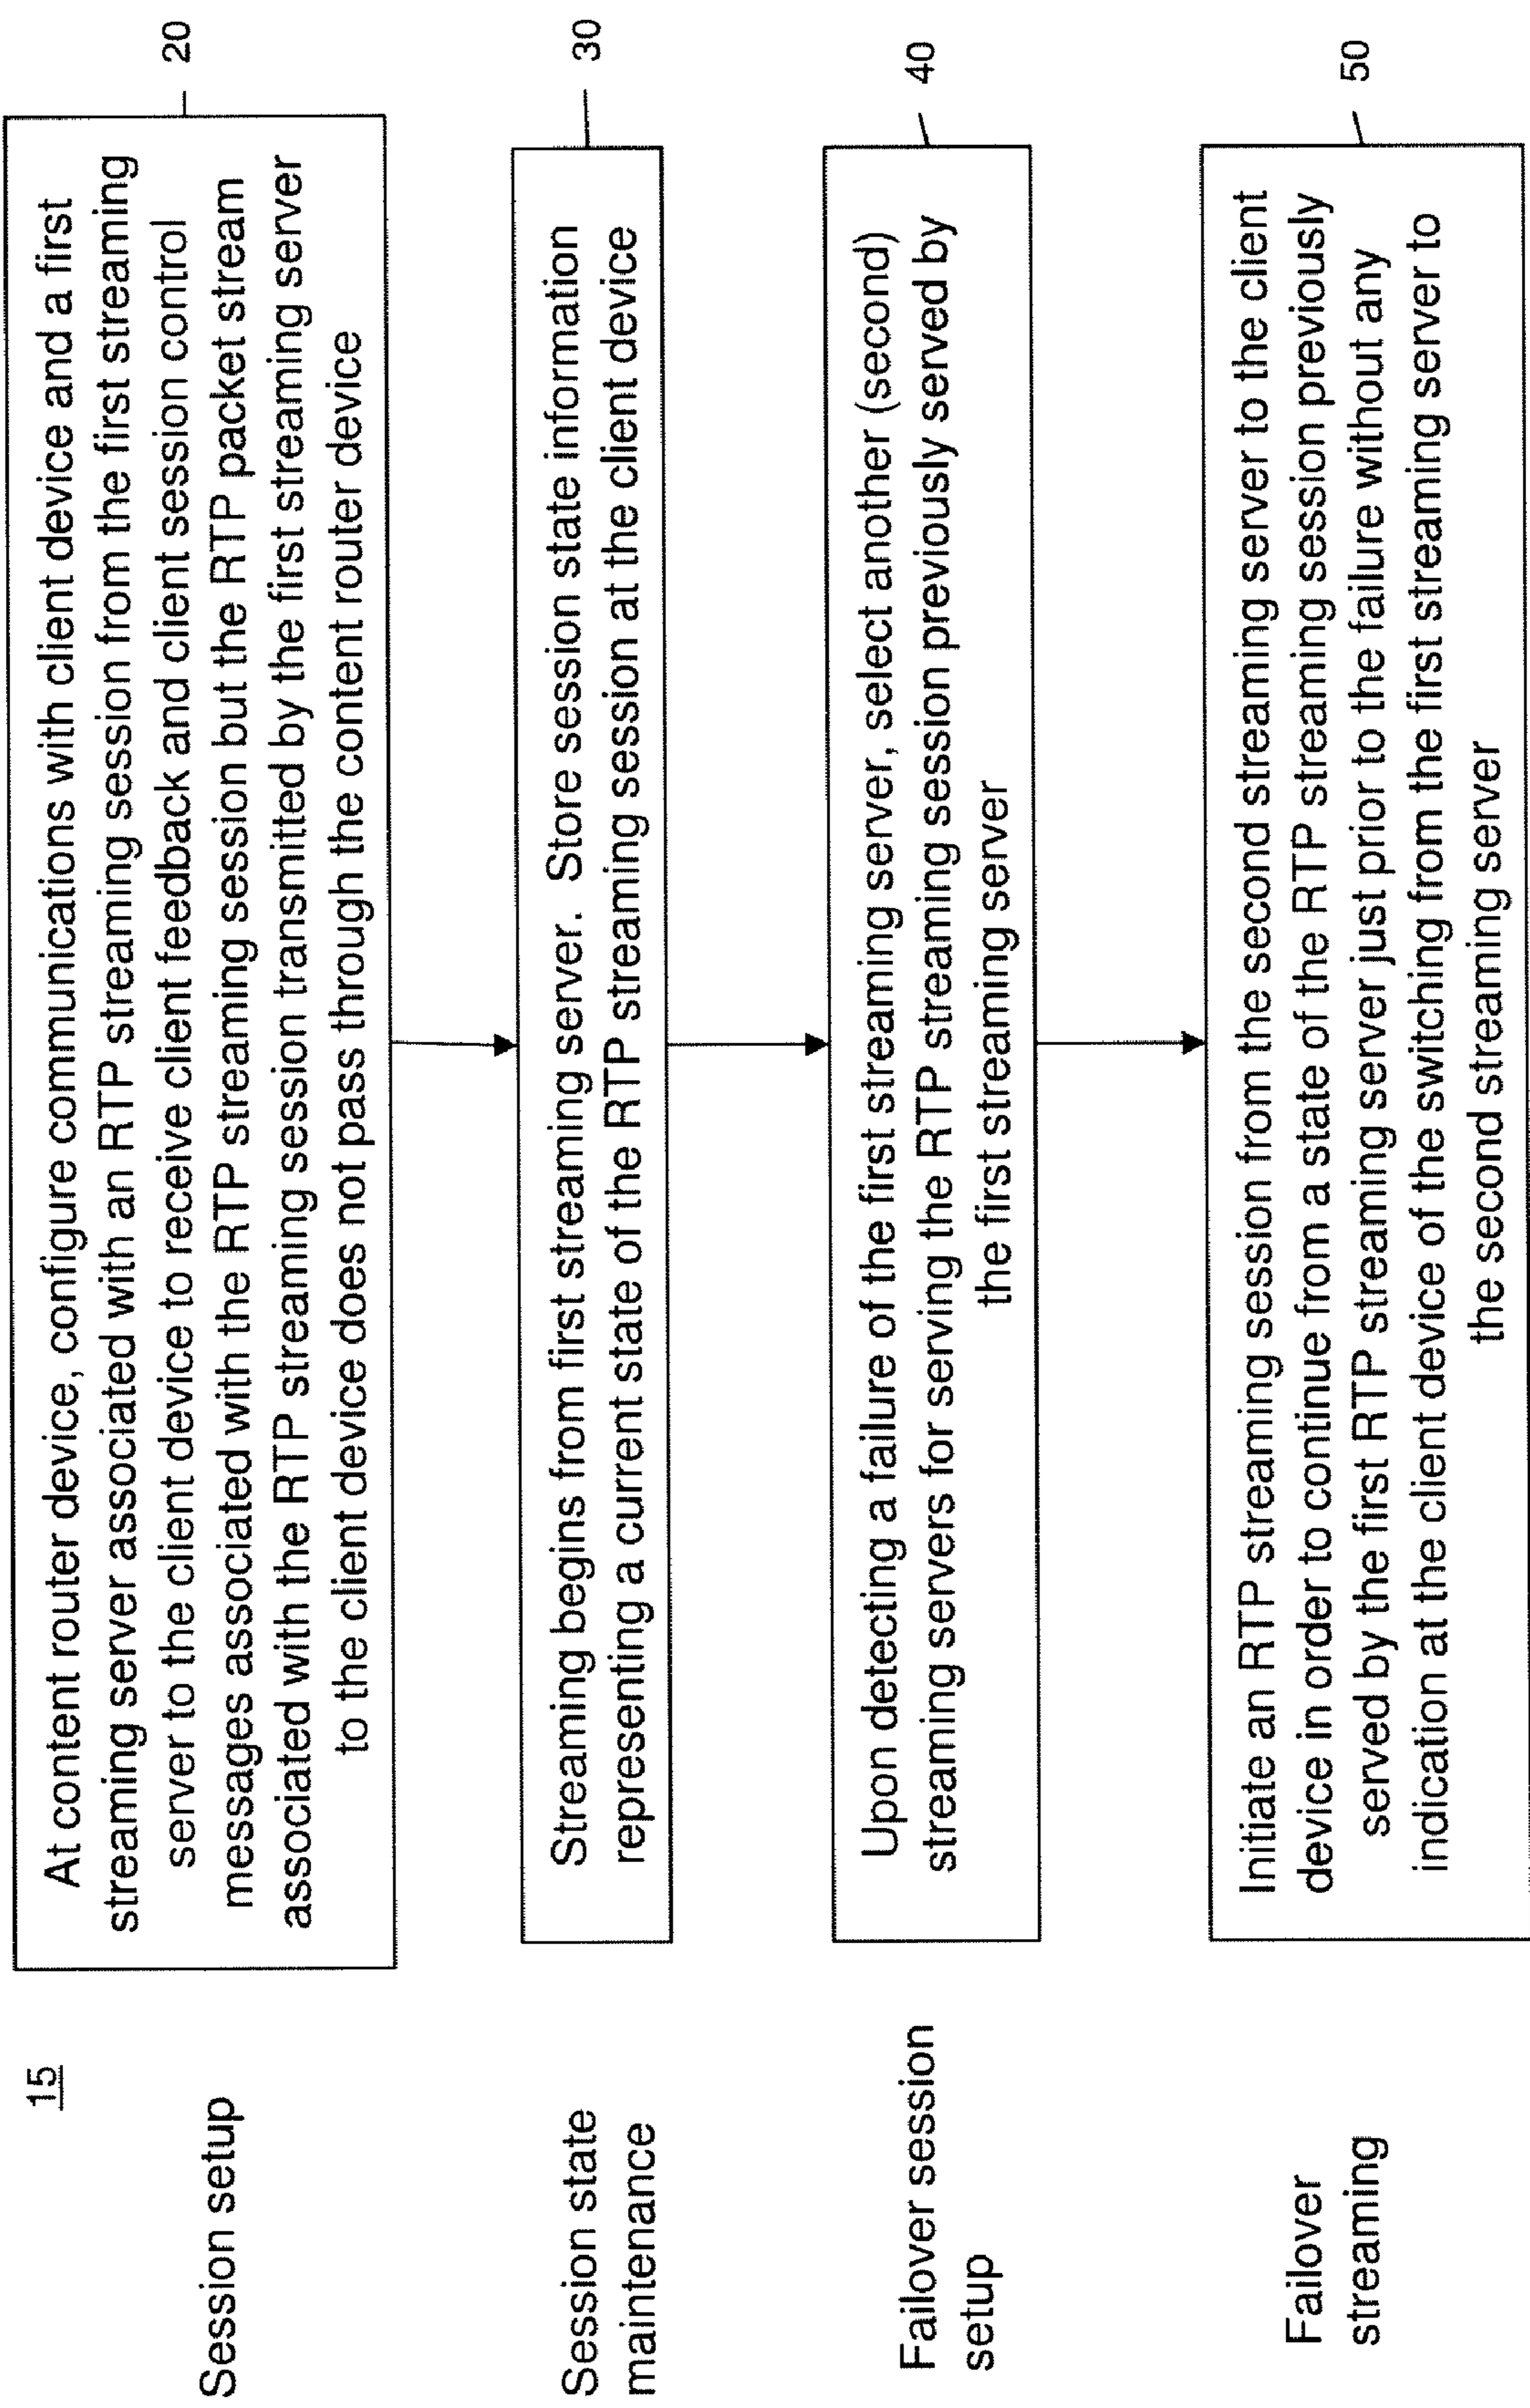 15
Session setup
At content router device, configure communications with client device and a first
streaming server associated with an RTP streaming session from the first streaming
server to the client device to receive client feedback and client session control
messages associated with the RTP streaming session but the RTP packet stream
associated with the RTP streaming session transmitted by the first streaming server
to the client device does not pass through the content router device
20
Session state
maintenance
Streaming begins from first streaming server. Store session state information
representing a current state of the RTP streaming session at the client device
30
Failover session
setup
Upon detecting a failure of the first streaming server, select another (second)
streaming servers for serving the RTP streaming session previously served by
the first streaming server
40
Failover
streaming
Initiate an RTP streaming session from the second streaming server to the client
device in order to continue from a state of the RTP streaming session previously
served by the first RTP streaming server just prior to the failure without any
indication at the client device of the switching from the first streaming server to
the second streaming server
50